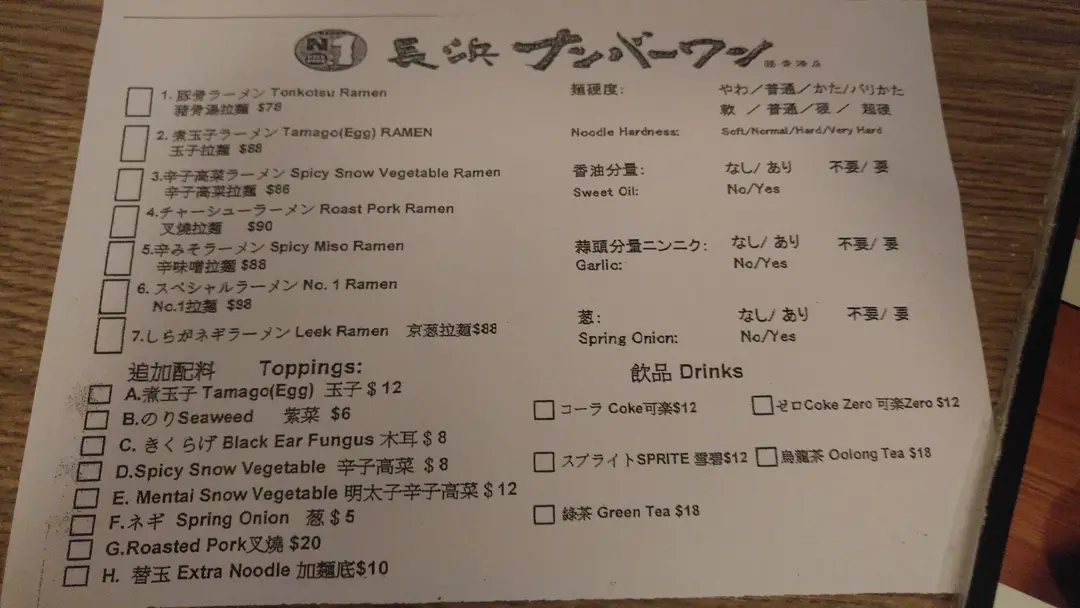 No 1 長浜 ナンバーワン
1. 豚骨ラーメン Tonkotsu Ramen
豬骨湯拉麵 $78
2. 煮玉子ラーメン Tamago(Egg) RAMEN
玉子拉麵 $88
3.辛子高菜ラーメン Spicy Snow Vegetable Ramen
辛子高菜拉麵 $86
4.チャーシューラーメン Roast Pork Ramen
叉燒拉麵 $90
5.辛みそラーメン Spicy Miso Ramen
辛味噌拉麵 $88
6. スペシャルラーメン No. 1 Ramen
No.1拉麵 $98
7.しらがネギラーメン Leek Ramen 京葱拉麵$88
麵硬度: やわ/普通/かた/バリかた
軟 / 普通/硬 / 超硬
Noodle Hardness: Soft/Normal/Hard/Very Hard
香油分量: なし/あり 不要/要
Sweet Oil: No/Yes
蒜頭分量ニンニク: なし/あり 不要/要
Garlic: No/Yes
葱: なし/あり 不要/要
Spring Onion: No/Yes
追加配料 Toppings:
A.煮玉子 Tamago(Egg) 玉子 $12
B.のりSeaweed 紫菜 $6
C. きくらげ Black Ear Fungus 木耳 $8
D.Spicy Snow Vegetable 辛子高菜 $8
E. Mentai Snow Vegetable 明太子辛子高菜 $12
F.ネギ Spring Onion 葱 $5
G.Roasted Pork叉燒 $20
H. 替玉 Extra Noodle 加麵底$10
飲品 Drinks
コーラ Coke可楽$12 ゼロCoke Zero 可楽Zero $12
スプライトSPRITE 雪碧$12 烏龍茶 Oolong Tea $18
綠茶 Green Tea $18